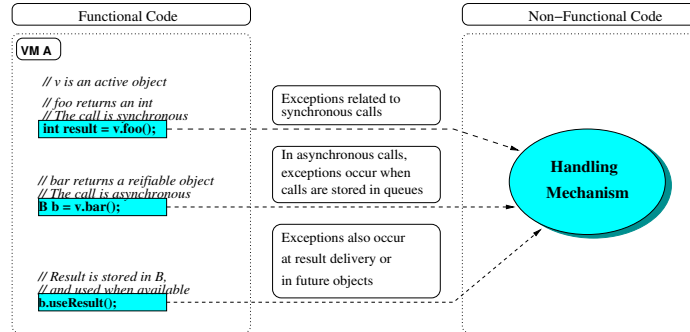 Functional Code
Non-Functional Code
VM A
// v is an active object
// foo returns an int
// The call is synchronous
int result = v.foo();
Exceptions related to
synchronous calls
// bar returns a reifiable object
// The call is asynchronous
B b = v.bar();
In asynchronous calls,
exceptions occur when
calls are stored in queues
Handling
Mechanism
// Result is stored in B,
// and used when available
b.useResult();
Exceptions also occur
at result delivery or
in future objects